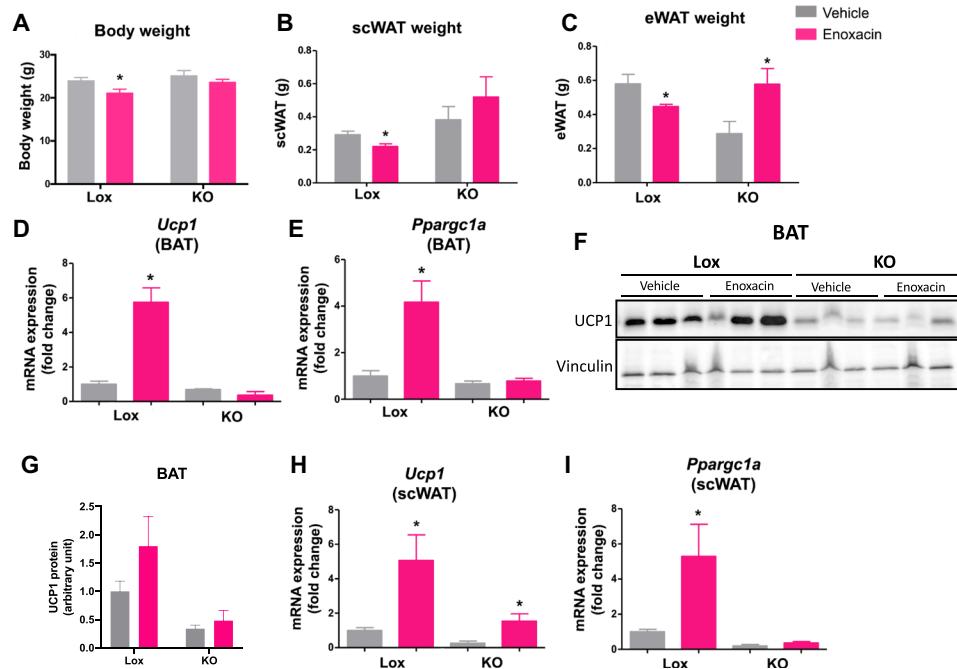 A
Body weight
Body weight (g)
30
20
10
0
Lox
KO
*
B
scWAT weight
scWAT (g)
0.8
0.6
0.4
0.2
0.0
Lox
KO
*
C
eWAT weight
eWAT (g)
0.8
0.6
0.4
0.2
0.0
Lox
KO
*
*
Vehicle
Enoxacin
D
Ucp1
(BAT)
mRNA expression
(fold change)
8
6
4
2
0
Lox
KO
*
E
Ppargc1a
(BAT)
mRNA expression
(fold change)
6
4
2
0
Lox
KO
*
F
BAT
Lox
KO
Vehicle
Enoxacin
Vehicle
Enoxacin
UCP1
Vinculin
G
BAT
UCP1 protein
(arbitrary unit)
2.5
2.0
1.5
1.0
0.5
0.0
Lox
KO
H
Ucp1
(scWAT)
mRNA expression
(fold change)
8
6
4
2
0
Lox
KO
*
*
I
Ppargc1a
(scWAT)
mRNA expression
(fold change)
8
6
4
2
0
Lox
KO
*